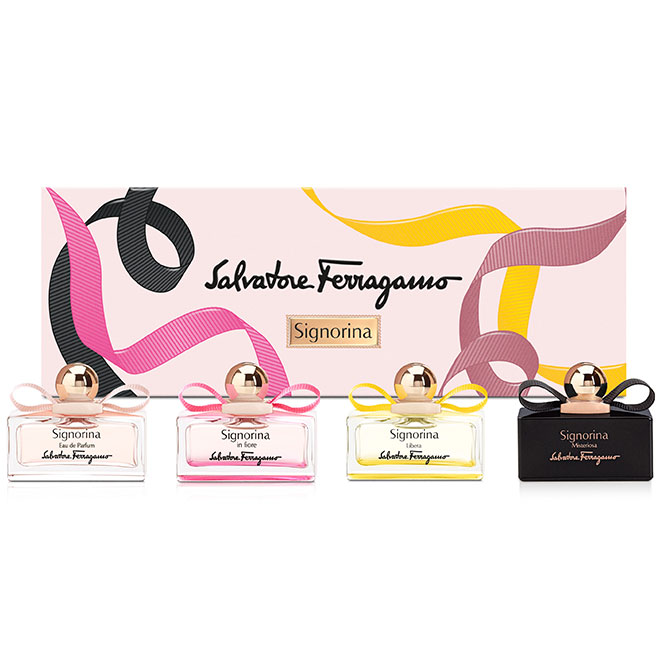 Salvatore Ferragamo
Signorina
Signorina
Eau de Parfum
Salvatore Ferragamo
Signorina
in fiore
Salvatore Ferragamo
Signorina
Libera
Salvatore Ferragamo
Signorina
Misteriosa
Salvatore Ferragamo